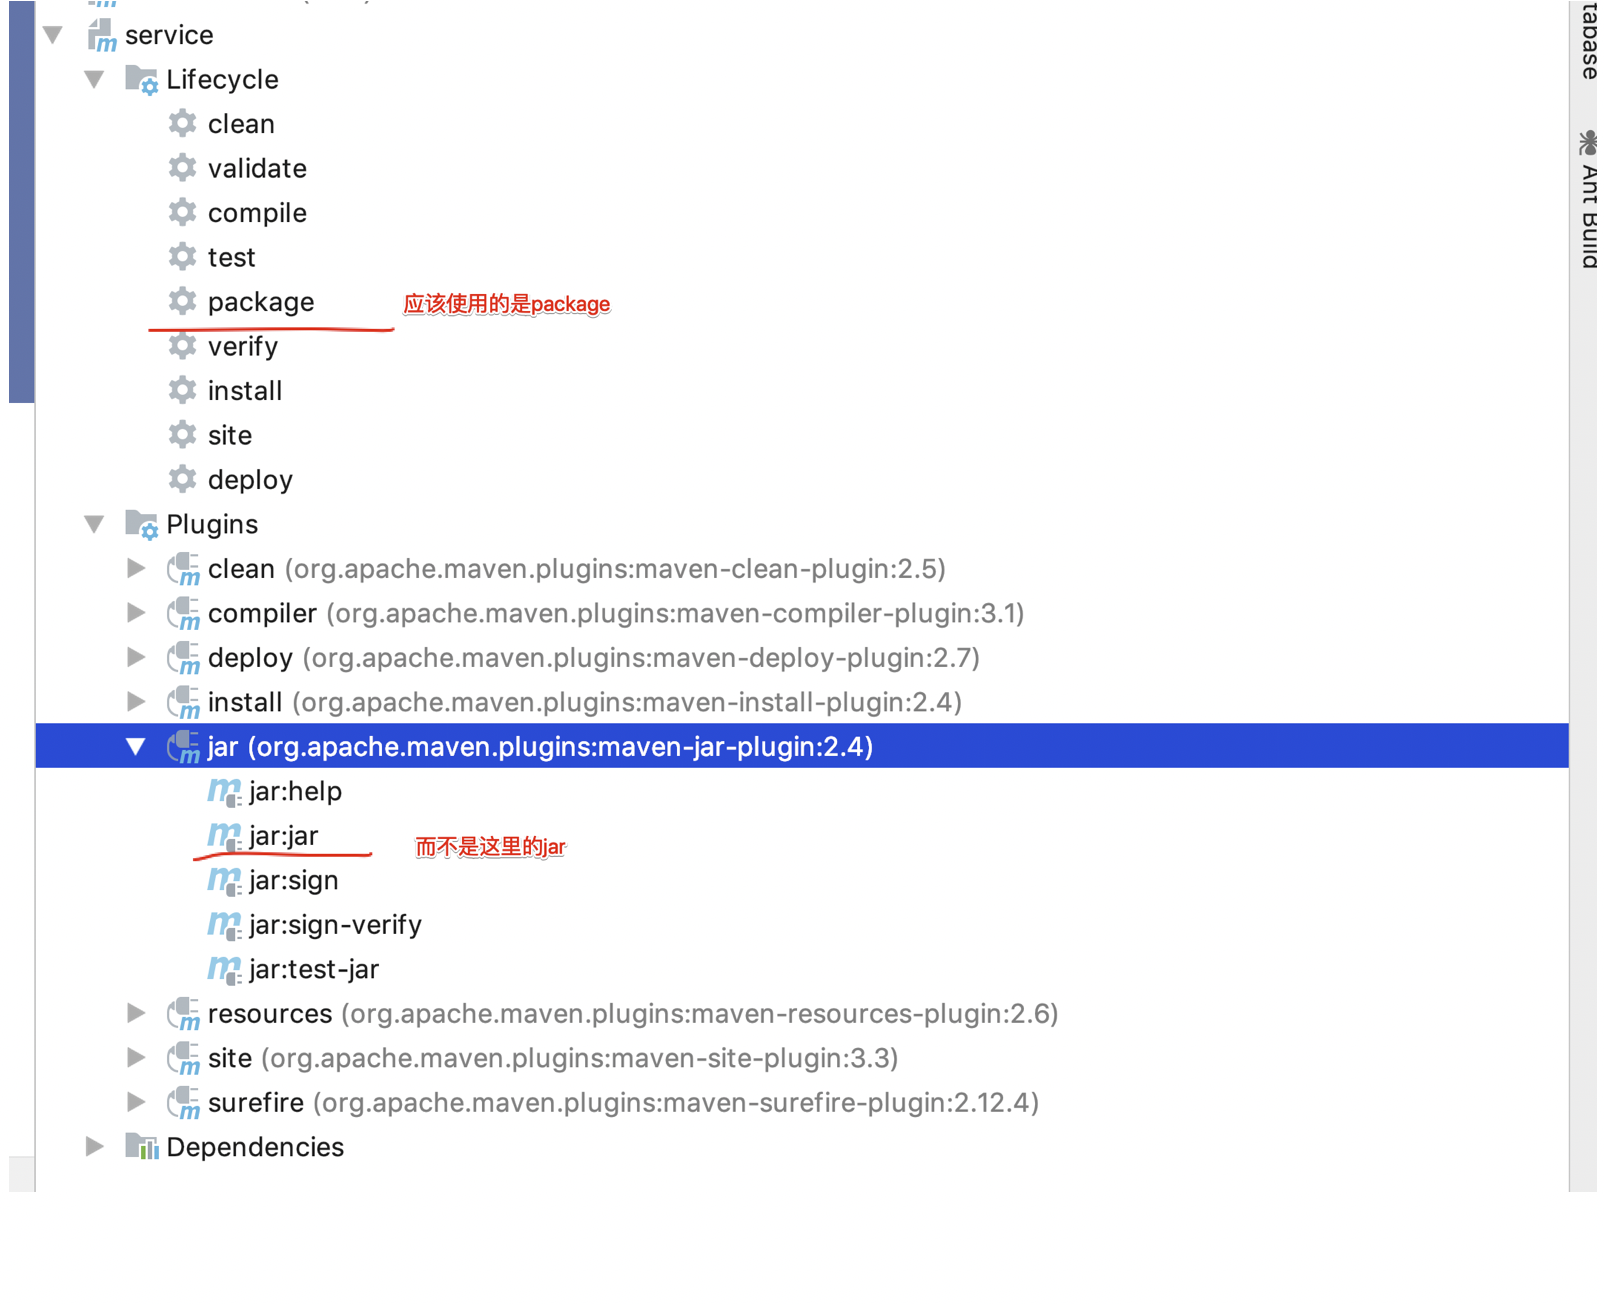 service
Lifecycle
clean
validate
compile
test
package 应该使用的是package
verify
install
site
deploy
Plugins
clean (org.apache.maven.plugins:maven-clean-plugin:2.5)
compiler (org.apache.maven.plugins:maven-compiler-plugin:3.1)
deploy (org.apache.maven.plugins:maven-deploy-plugin:2.7)
install (org.apache.maven.plugins:maven-install-plugin:2.4)
jar (org.apache.maven.plugins:maven-jar-plugin:2.4)
jar:help
jar:jar 而不是这里的jar
jar:sign
jar:sign-verify
jar:test-jar
resources (org.apache.maven.plugins:maven-resources-plugin:2.6)
site (org.apache.maven.plugins:maven-site-plugin:3.3)
surefire (org.apache.maven.plugins:maven-surefire-plugin:2.12.4)
Dependencies
tabase
Ant Build